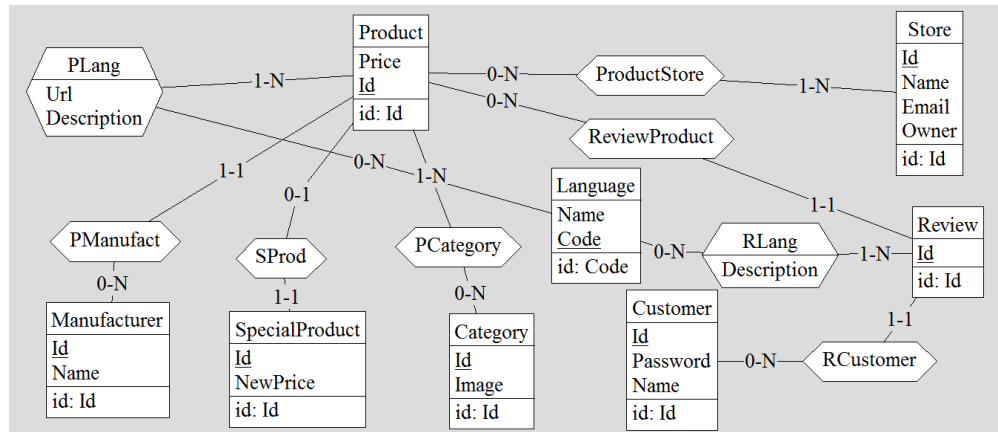 PLang
Url
Description
1-N
Product
Price
Id
id: Id
0-N
ProductStore
1-N
Store
Id
Name
Email
Owner
id: Id
0-N
ReviewProduct
1-1
0-N
1-N
Language
Name
Code
id: Code
0-N
RLang
Description
1-N
Review
Id
id: Id
1-1
PManufact
0-N
Manufacturer
Id
Name
id: Id
0-1
SProd
1-1
SpecialProduct
Id
NewPrice
id: Id
PCategory
0-N
Category
Id
Image
id: Id
Customer
Id
Password
Name
id: Id
0-N
RCustomer
1-1